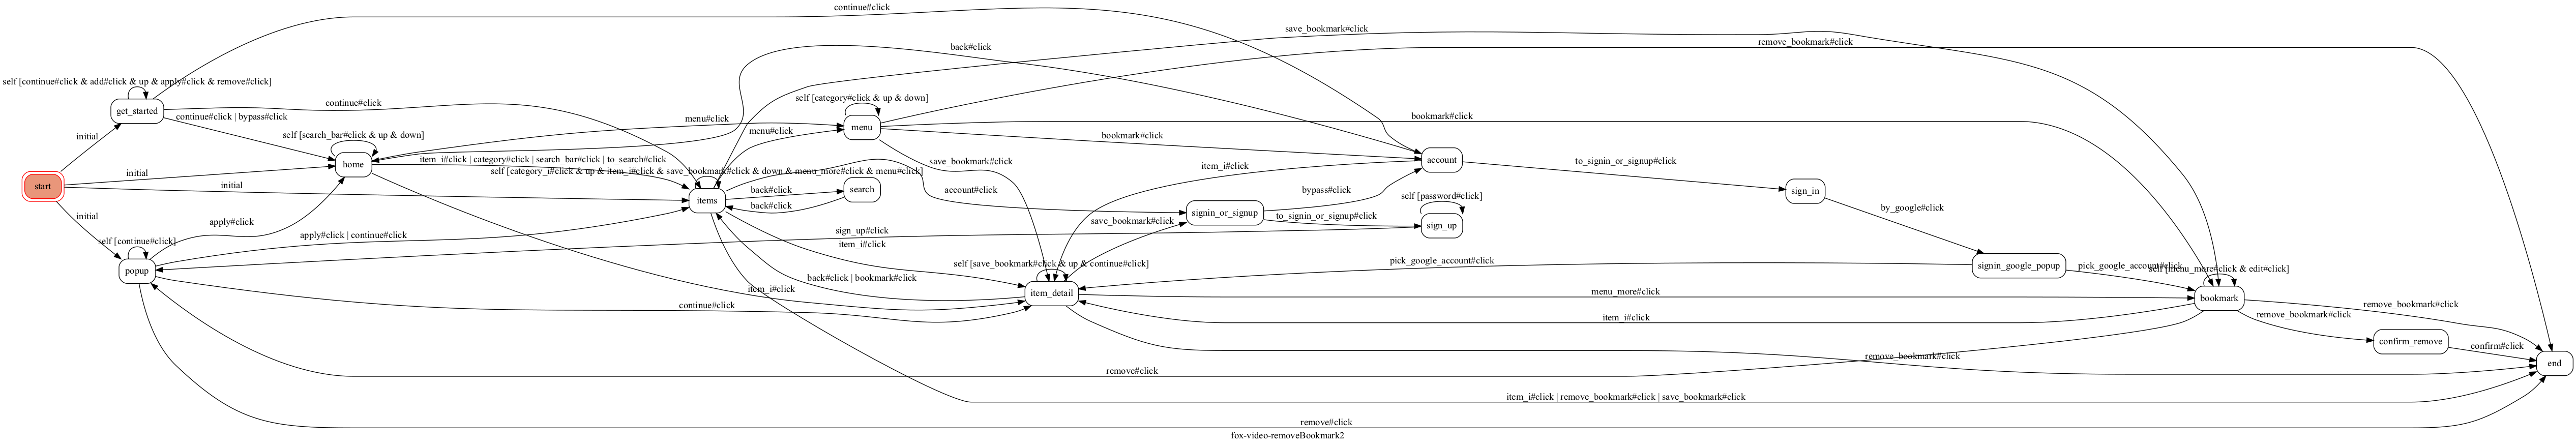 continue#click
save_bookmark#click
remove_bookmark#click
back#click
self [continue#click & add#click & up & apply#click & remove#click]
get_started
continue#click
continue#click | bypass#click
initial
self [search_bar#click & up & down]
home
menu#click
menu#click
self [category#click & up & down]
menu
bookmark#click
bookmark#click
save_bookmark#click
start
initial
initial
initial
item_i#click | category#click | search_bar#click | to_search#click
self [category_i#click & up & item_i#click & save_bookmark#click & down & menu_more#click & menu#click]
items
back#click
back#click
search
account#click
account
item_i#click
to_signin_or_signup#click
sign_in
bypass#click
signin_or_signup
to_signin_or_signup#click
self [password#click]
sign_up
by_google#click
apply#click
apply#click | continue#click
self [continue#click]
popup
sign_up#click
save_bookmark#click
item_i#click
self [save_bookmark#click & up & continue#click]
item_detail
back#click | bookmark#click
item_i#click
continue#click
pick_google_account#click
signin_google_popup
pick_google_account#click
self [menu_more#click & edit#click]
bookmark
menu_more#click
item_i#click
remove_bookmark#click
remove_bookmark#click
confirm_remove
confirm#click
end
remove_bookmark#click
remove#click
item_i#click | remove_bookmark#click | save_bookmark#click
remove#click
fox-video-removeBookmark2